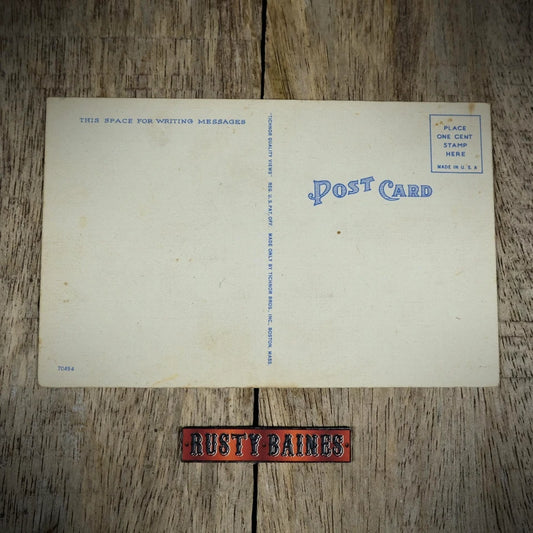 THIS SPACE FOR WRITING MESSAGES
"TICHNOR QUALITY VIEWS," REG. U. S. PAT. OFF. MADE ONLY BY TICHNOR BROS., INC., BOSTON, MASS.
PLACE
ONE CENT
STAMP
HERE
MADE IN U. S. A
POST CARD
70454
RUSTY·BAINES